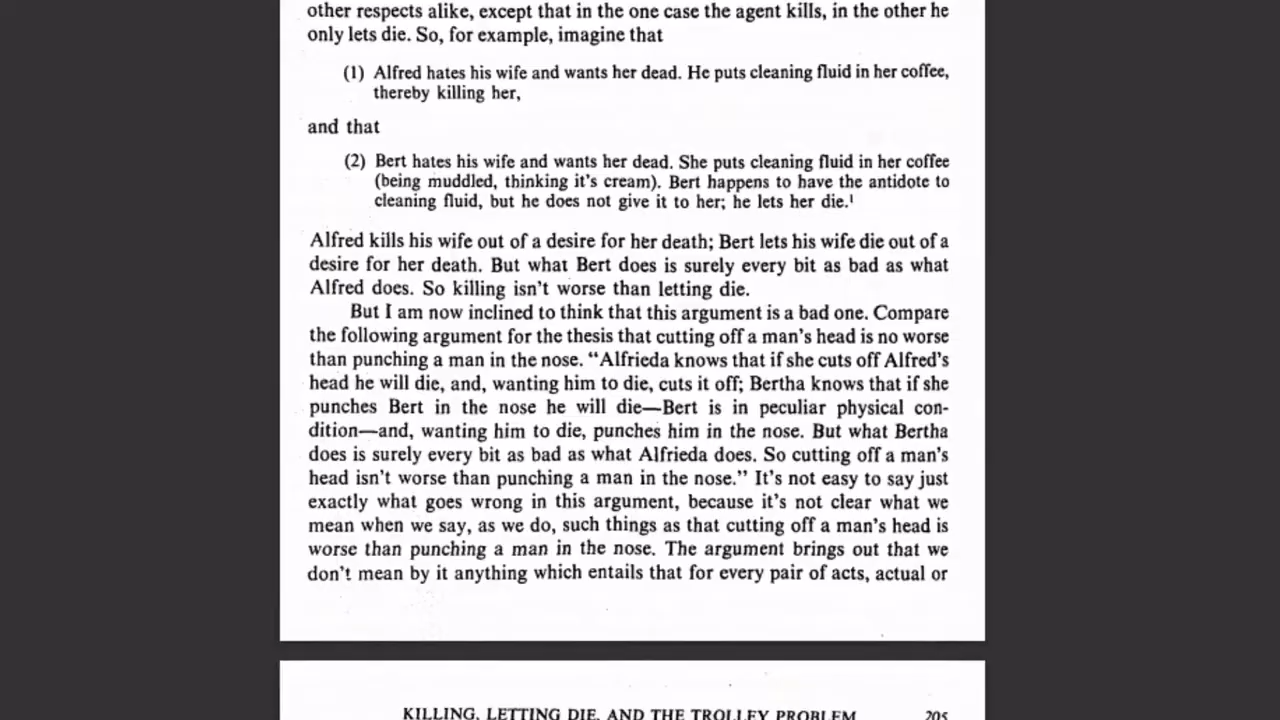 other respects alike, except that in the one case the agent kills, in the other he
only lets die. So, for example, imagine that
(1) Alfred hates his wife and wants her dead. He puts cleaning fluid in her coffee,
thereby killing her,
and that
(2) Bert hates his wife and wants her dead. She puts cleaning fluid in her coffee
(being muddled, thinking it's cream). Bert happens to have the antidote to
cleaning fluid, but he does not give it to her; he lets her die.¹
Alfred kills his wife out of a desire for her death; Bert lets his wife die out of a
desire for her death. But what Bert does is surely every bit as bad as what
Alfred does. So killing isn't worse than letting die.
But I am now inclined to think that this argument is a bad one. Compare
the following argument for the thesis that cutting off a man's head is no worse
than punching a man in the nose. "Alfrieda knows that if she cuts off Alfred's
head he will die, and, wanting him to die, cuts it off; Bertha knows that if she
punches Bert in the nose he will die—Bert is in peculiar physical con-
dition—and, wanting him to die, punches him in the nose. But what Bertha
does is surely every bit as bad as what Alfrieda does. So cutting off a man's
head isn't worse than punching a man in the nose." It's not easy to say just
exactly what goes wrong in this argument, because it's not clear what we
mean when we say, as we do, such things as that cutting off a man's head is
worse than punching a man in the nose. The argument brings out that we
don't mean by it anything which entails that for every pair of acts, actual or
KILLING, LETTING DIE, AND THE TROLLEY PROBLEM 205